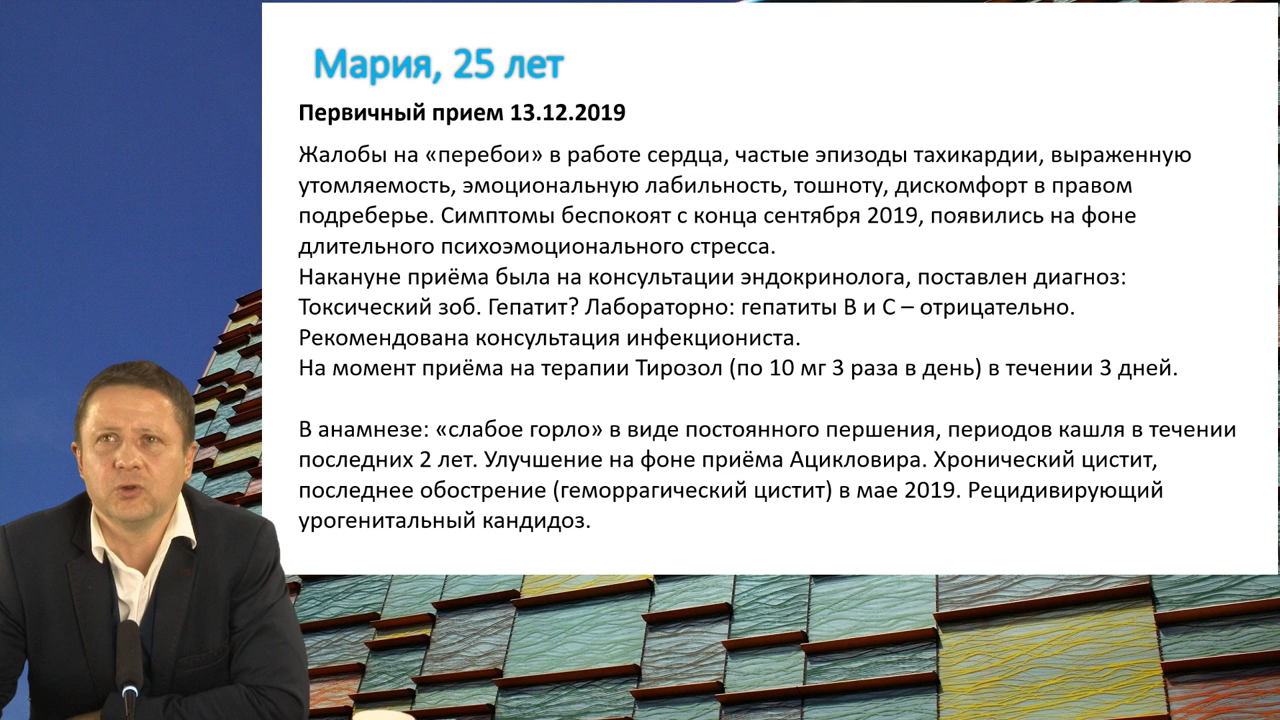 Мария, 25 лет
Первичный прием 13.12.2019
Жалобы на «перебои» в работе сердца, частые эпизоды тахикардии, выраженную
утомляемость, эмоциональную лабильность, тошноту, дискомфорт в правом
подреберье. Симптомы беспокоят с конца сентября 2019, появились на фоне
длительного психоэмоционального стресса.
Накануне приёма была на консультации эндокринолога, поставлен диагноз:
Токсический зоб. Гепатит? Лабораторно: гепатиты В и С – отрицательно.
Рекомендована консультация инфекциониста.
На момент приёма на терапии Тирозол (по 10 мг 3 раза в день) в течении 3 дней.
В анамнезе: «слабое горло» в виде постоянного першения, периодов кашля в течении
последних 2 лет. Улучшение на фоне приёма Ацикловира. Хронический цистит,
последнее обострение (геморрагический цистит) в мае 2019. Рецидивирующий
урогенитальный кандидоз.